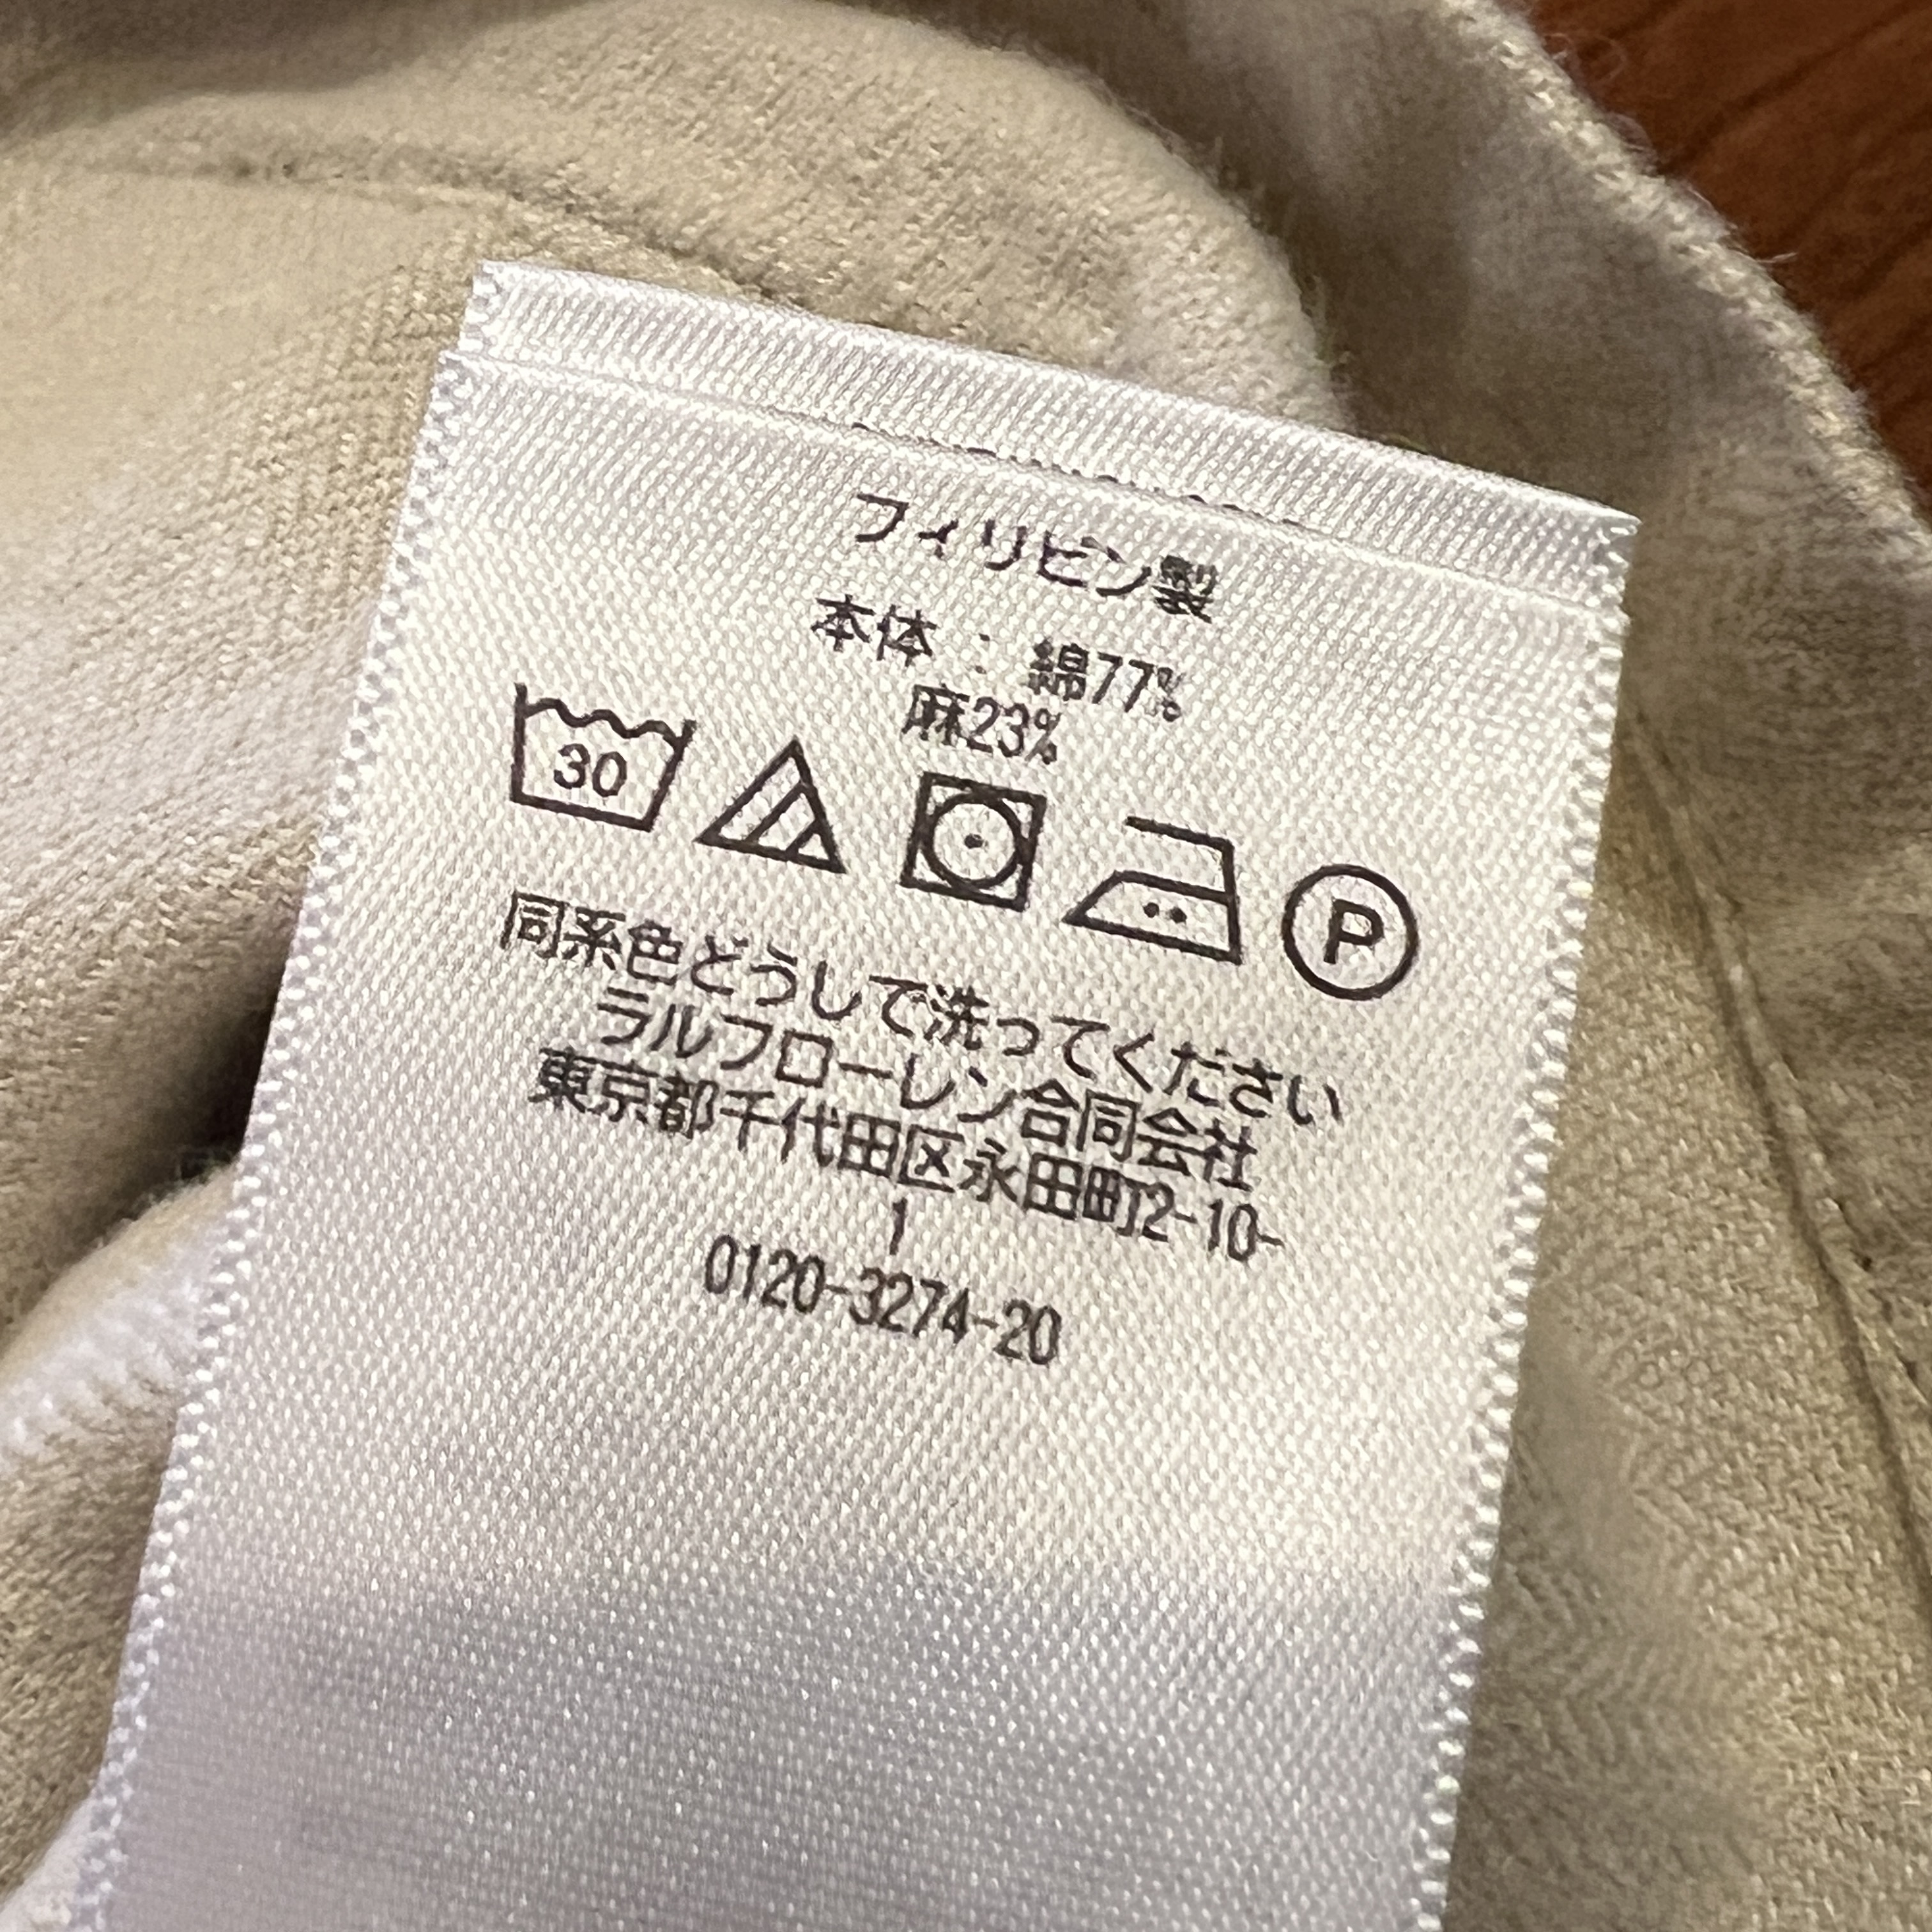 フィリピン製
本体 : 綿77%
麻23%
30
P
同系色どうしで洗ってください
ラルフローレン合同会社
東京都千代田区永田町2-10-
1
0120-3274-20